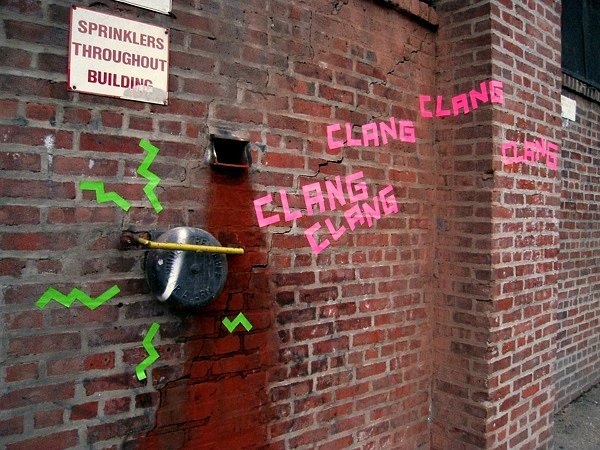 SPRINKLERS
THROUGHOUT
BUILDING
CLANG
CLANG
CLANG
CLANG
CLANG